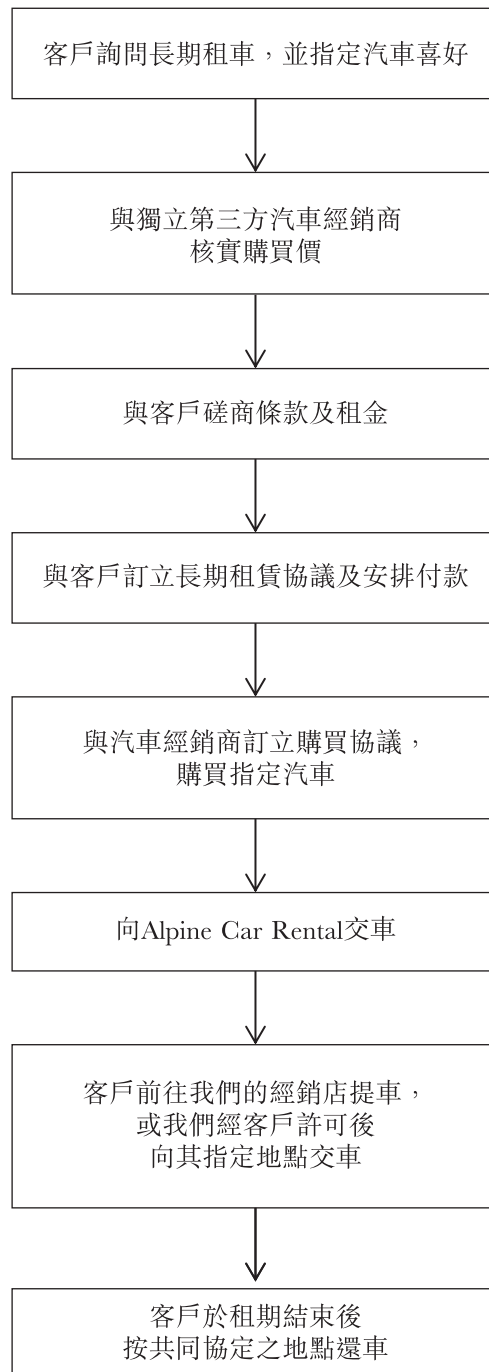 客戶詢問長期租車，並指定汽車喜好
與獨立第三方汽車經銷商
核實購買價
與客戶磋商條款及租金
與客戶訂立長期租賃協議及安排付款
與汽車經銷商訂立購買協議，
購買指定汽車
向Alpine Car Rental交車
客戶前往我們的經銷店提車，
或我們經客戶許可後
向其指定地點交車
客戶於租期結束後
按共同協定之地點還車